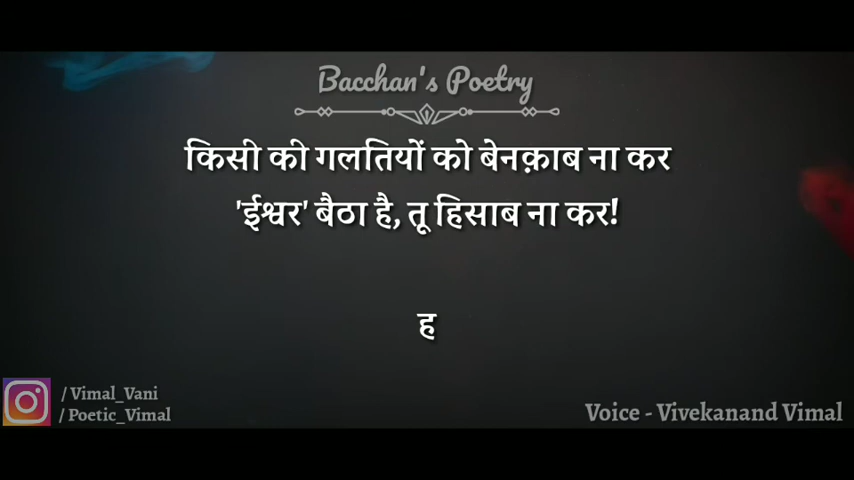 Bacchan's Poetry
किसी की गलतियों को बेनक़ाब ना कर
'ईश्वर' बैठा है, तू हिसाब ना कर!
ह
/ Vimal_Vani
/ Poetic_Vimal
Voice - Vivekanand Vimal